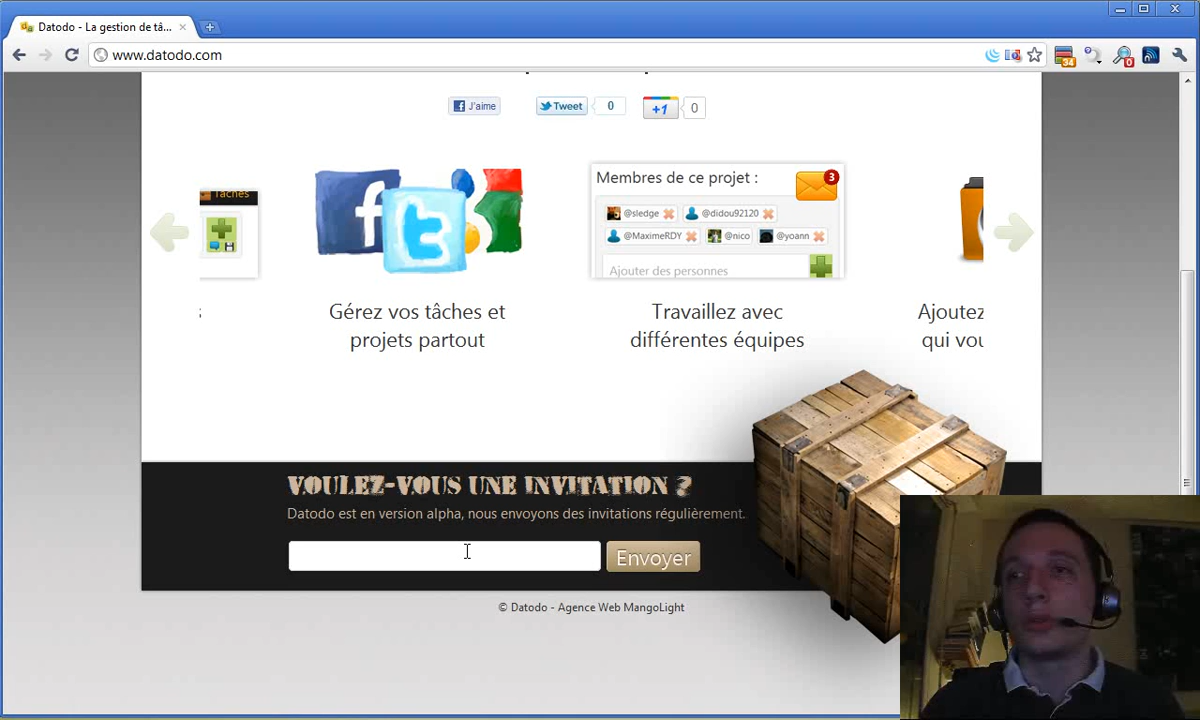 Datodo - La gestion de tâ...
www.datodo.com
34
0
J'aime
Tweet
0
+1
0
Tâches
Membres de ce projet :
3
@sledge
@didou92120
@MaximeRDY
@nico
@yoann
Ajouter des personnes
Gérez vos tâches et
projets partout
Travaillez avec
différentes équipes
Ajoutez
qui vou
VOULEZ-VOUS UNE INVITATION ?
Datodo est en version alpha, nous envoyons des invitations régulièrement.
Envoyer
© Datodo - Agence Web MangoLight